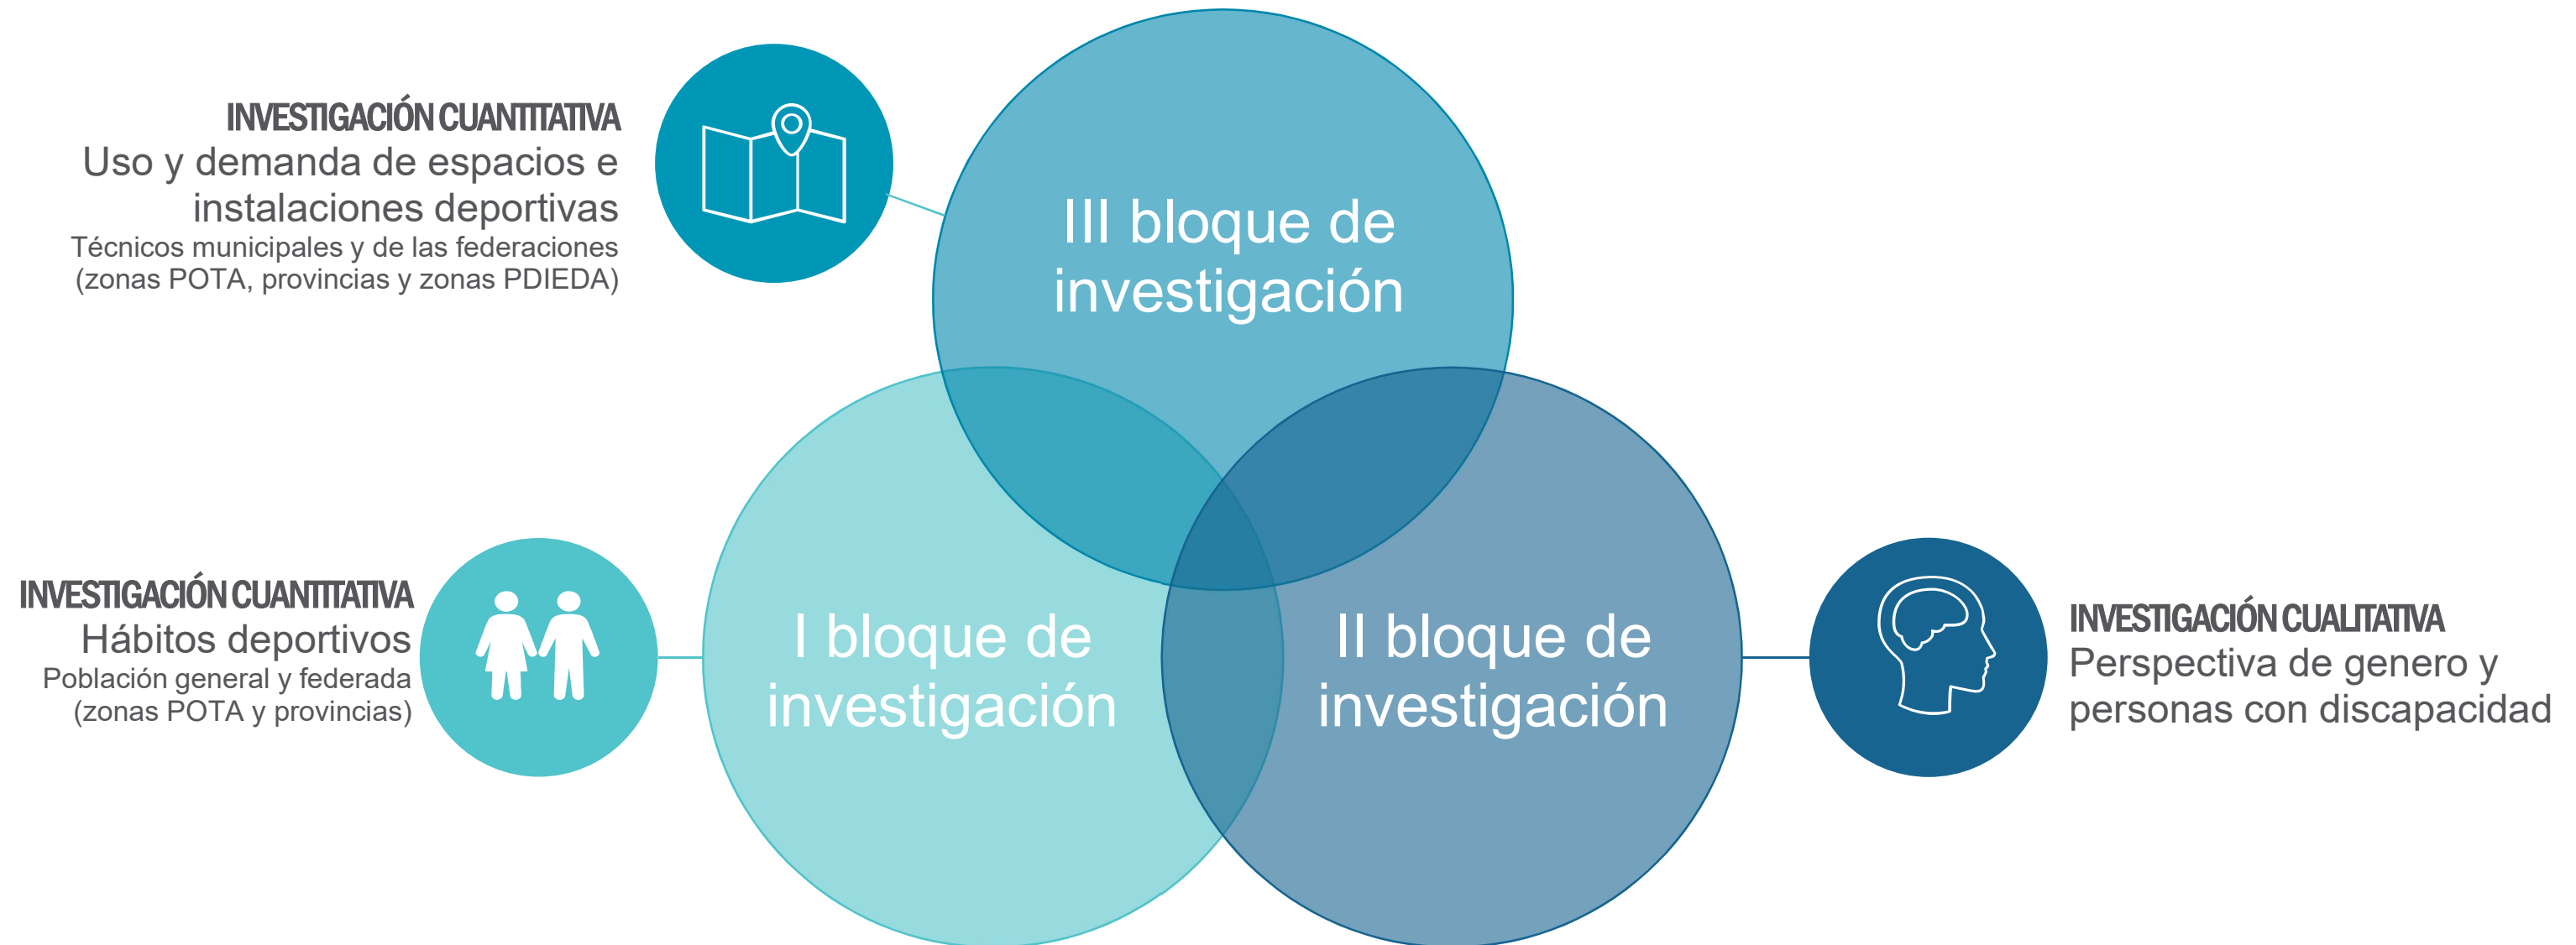 INVESTIGACIÓN CUANTITATIVA
Uso y demanda de espacios e
instalaciones deportivas
Técnicos municipales y de las federaciones
(zonas POTA, provincias y zonas PDIEDA)
III bloque de
investigación
INVESTIGACIÓN CUANTITATIVA
Hábitos deportivos
Población general y federada
(zonas POTA y provincias)
I bloque de
investigación
II bloque de
investigación
INVESTIGACIÓN CUALITATIVA
Perspectiva de genero y
personas con discapacidad